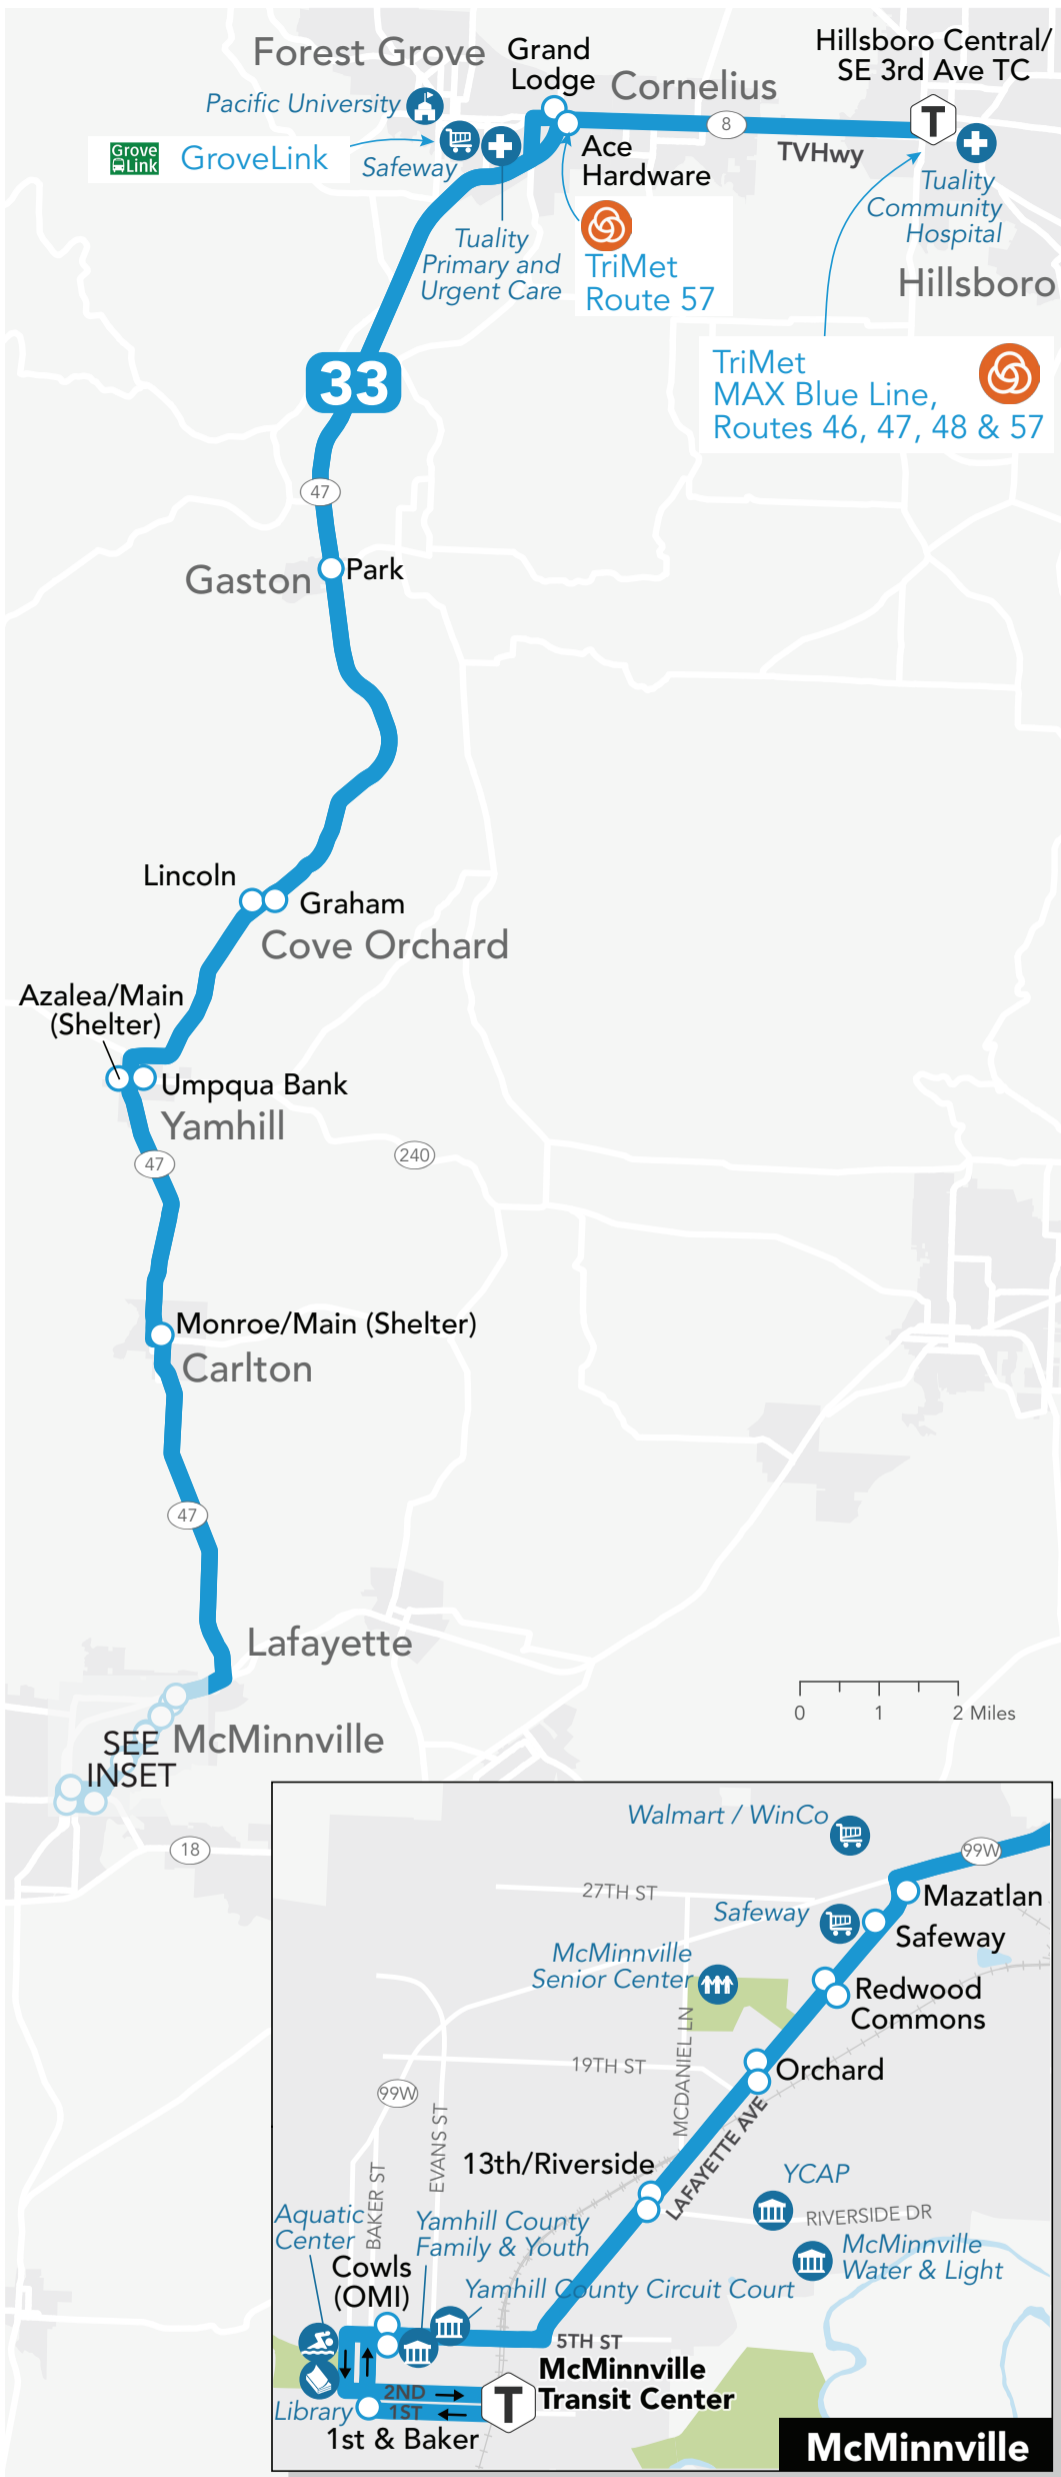 Forest Grove
Grand
Lodge
Cornelius
Hillsboro Central/
SE 3rd Ave TC
Pacific University
Grove
Link
GroveLink
Safeway
8
T
TVHwy
Ace
Hardware
Tuality
Community
Hospital
Tuality
Primary and
Urgent Care
TriMet
Route 57
Hillsboro
TriMet
MAX Blue Line,
Routes 46, 47, 48 & 57
33
47
Gaston
Park
Lincoln
Graham
Cove Orchard
Azalea/Main
(Shelter)
Umpqua Bank
Yamhill
47
240
Monroe/Main (Shelter)
Carlton
47
Lafayette
0 1 2 Miles
McMinnville
SEE
INSET
18
Walmart / WinCo
99W
27TH ST
Mazatlan
Safeway
Safeway
McMinnville
Senior Center
Redwood
Commons
MCDANIEL LN
19TH ST
Orchard
99W
EVANS ST
BAKER ST
LAFAYETTE AVE
13th/Riverside
YCAP
RIVERSIDE DR
Aquatic
Center
Yamhill County
Family & Youth
McMinnville
Water & Light
Cowls
(OMI)
Yamhill County Circuit Court
5TH ST
McMinnville
Transit Center
T
2ND
1ST
Library
1st & Baker
McMinnville